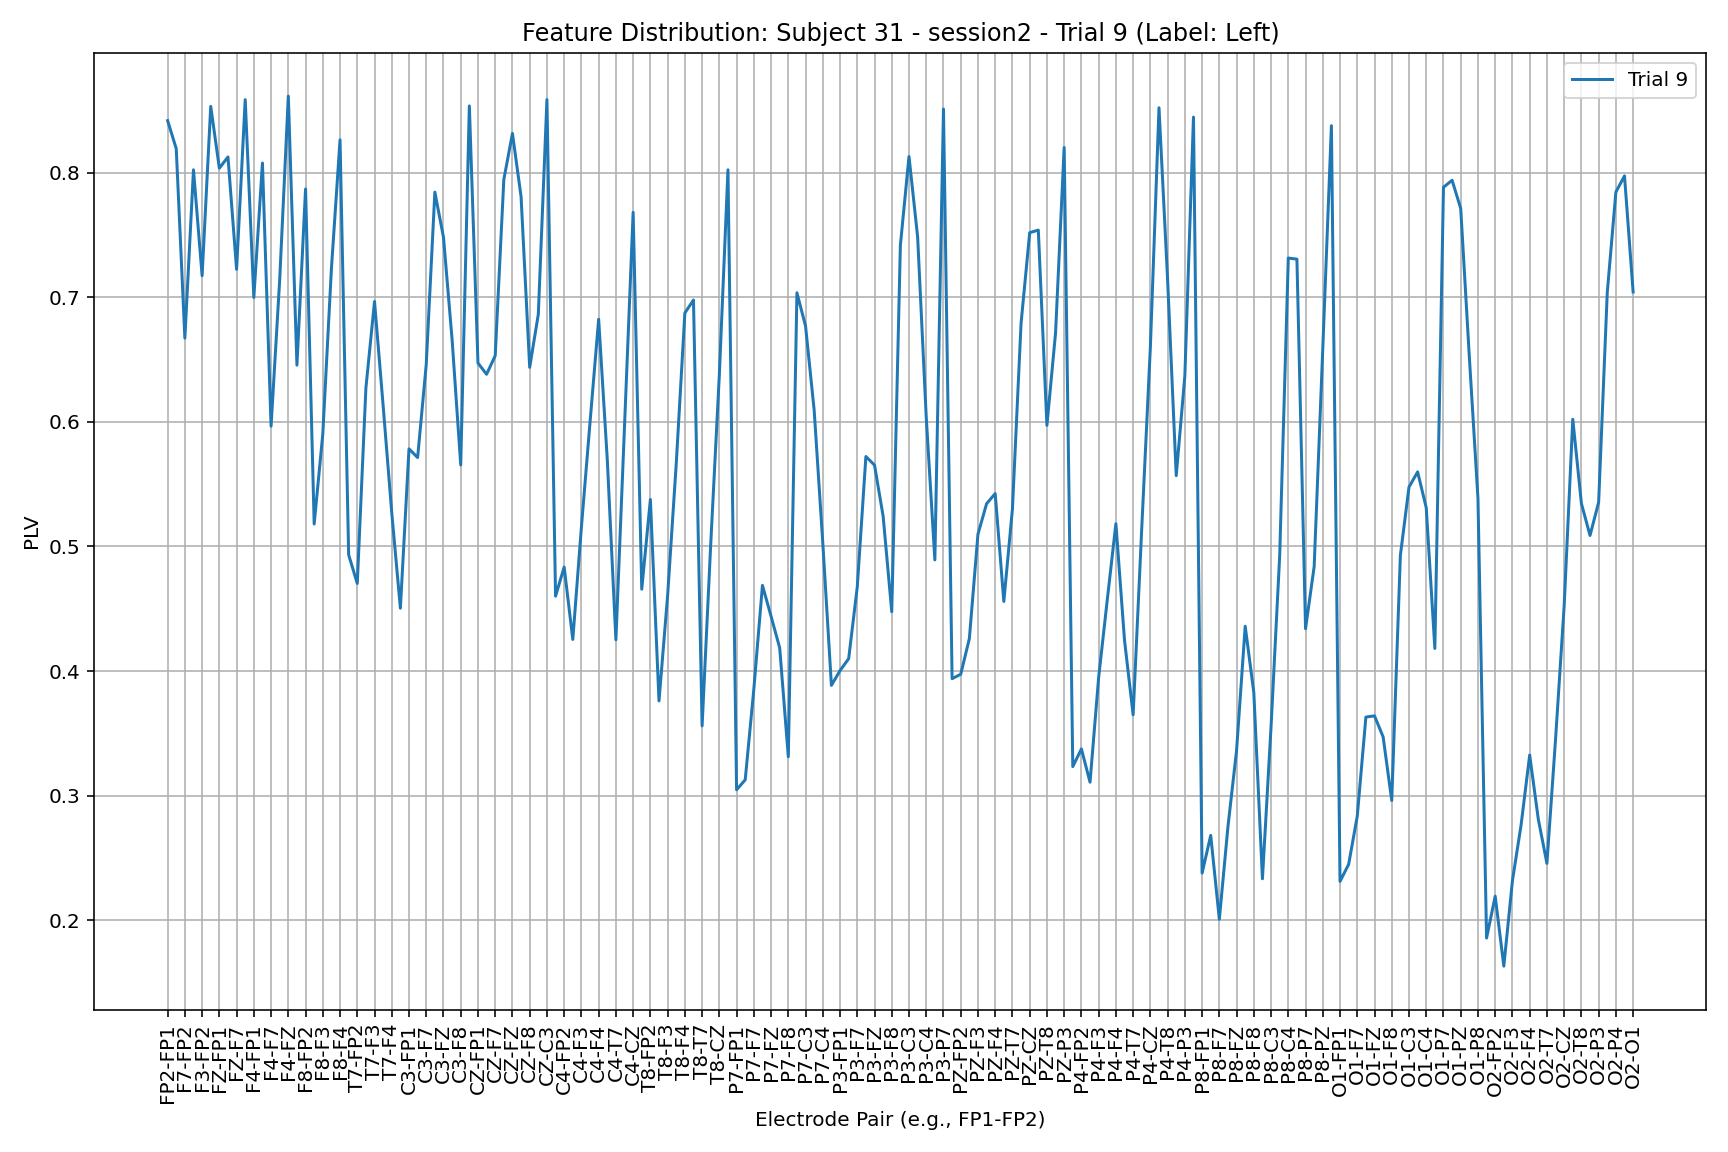 Feature Distribution: Subject 31 - session2 - Trial 9 (Label: Left)
Trial 9
PLV
0.8
0.7
0.6
0.5
0.4
0.3
0.2
FP2-FP1
F7-FP2
F3-FP2
FZ-FP1
FZ-F7
F4-FP1
F4-F7
F4-FZ
F8-FP2
F8-F3
F8-F4
T7-FP2
T7-F3
T7-F4
C3-FP1
C3-F7
C3-FZ
C3-F8
CZ-FP1
CZ-F7
CZ-FZ
CZ-F8
CZ-C3
C4-FP2
C4-F3
C4-F4
C4-T7
C4-CZ
T8-FP2
T8-F3
T8-F4
T8-T7
T8-CZ
P7-FP1
P7-F7
P7-FZ
P7-F8
P7-C3
P7-C4
P3-FP1
P3-F7
P3-FZ
P3-F8
P3-C3
P3-C4
P3-P7
PZ-FP2
PZ-F3
PZ-F4
PZ-T7
PZ-CZ
PZ-T8
PZ-P3
P4-FP2
P4-F3
P4-F4
P4-T7
P4-CZ
P4-T8
P4-P3
P8-FP1
P8-F7
P8-FZ
P8-F8
P8-C3
P8-C4
P8-P7
P8-PZ
O1-FP1
O1-F7
O1-FZ
O1-F8
O1-C3
O1-C4
O1-P7
O1-PZ
O1-P8
O2-FP2
O2-F3
O2-F4
O2-T7
O2-CZ
O2-T8
O2-P3
O2-P4
O2-O1
Electrode Pair (e.g., FP1-FP2)